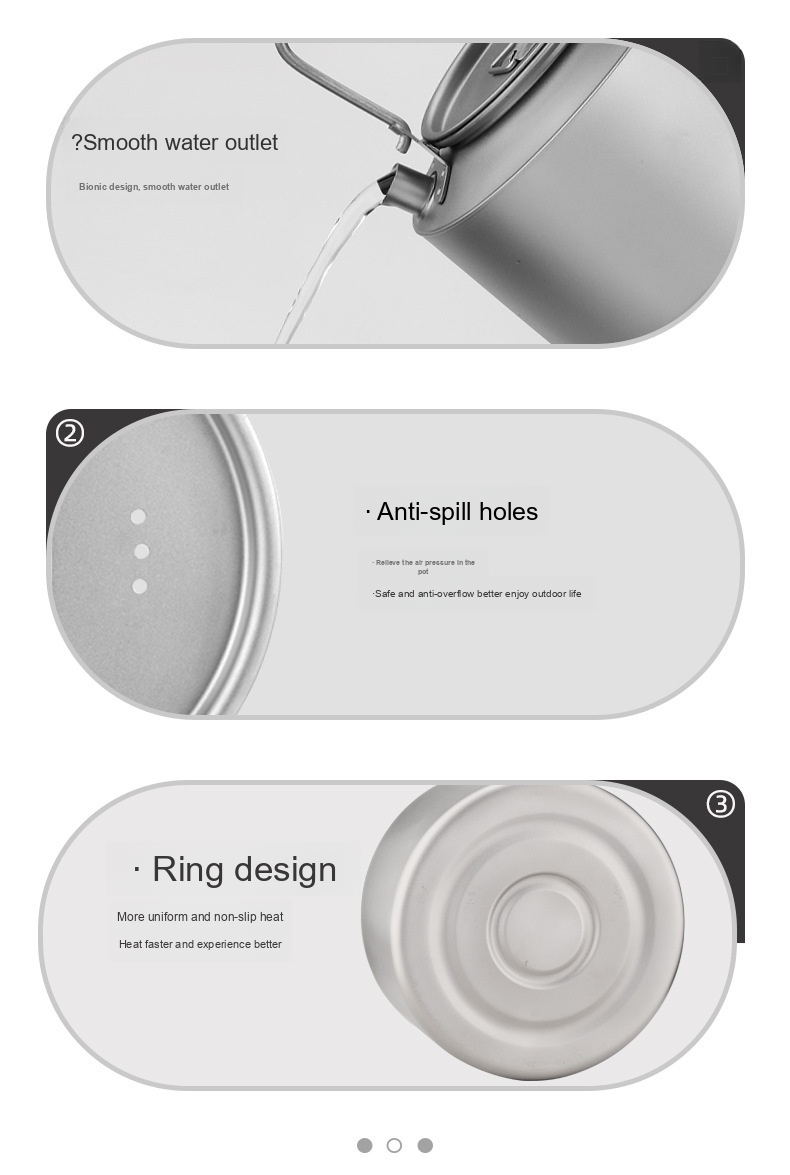 ?Smooth water outlet
Bionic design, smooth water outlet
②
· Anti-spill holes
· Relieve the air pressure in the
pot
·Safe and anti-overflow better enjoy outdoor life
③
· Ring design
More uniform and non-slip heat
Heat faster and experience better